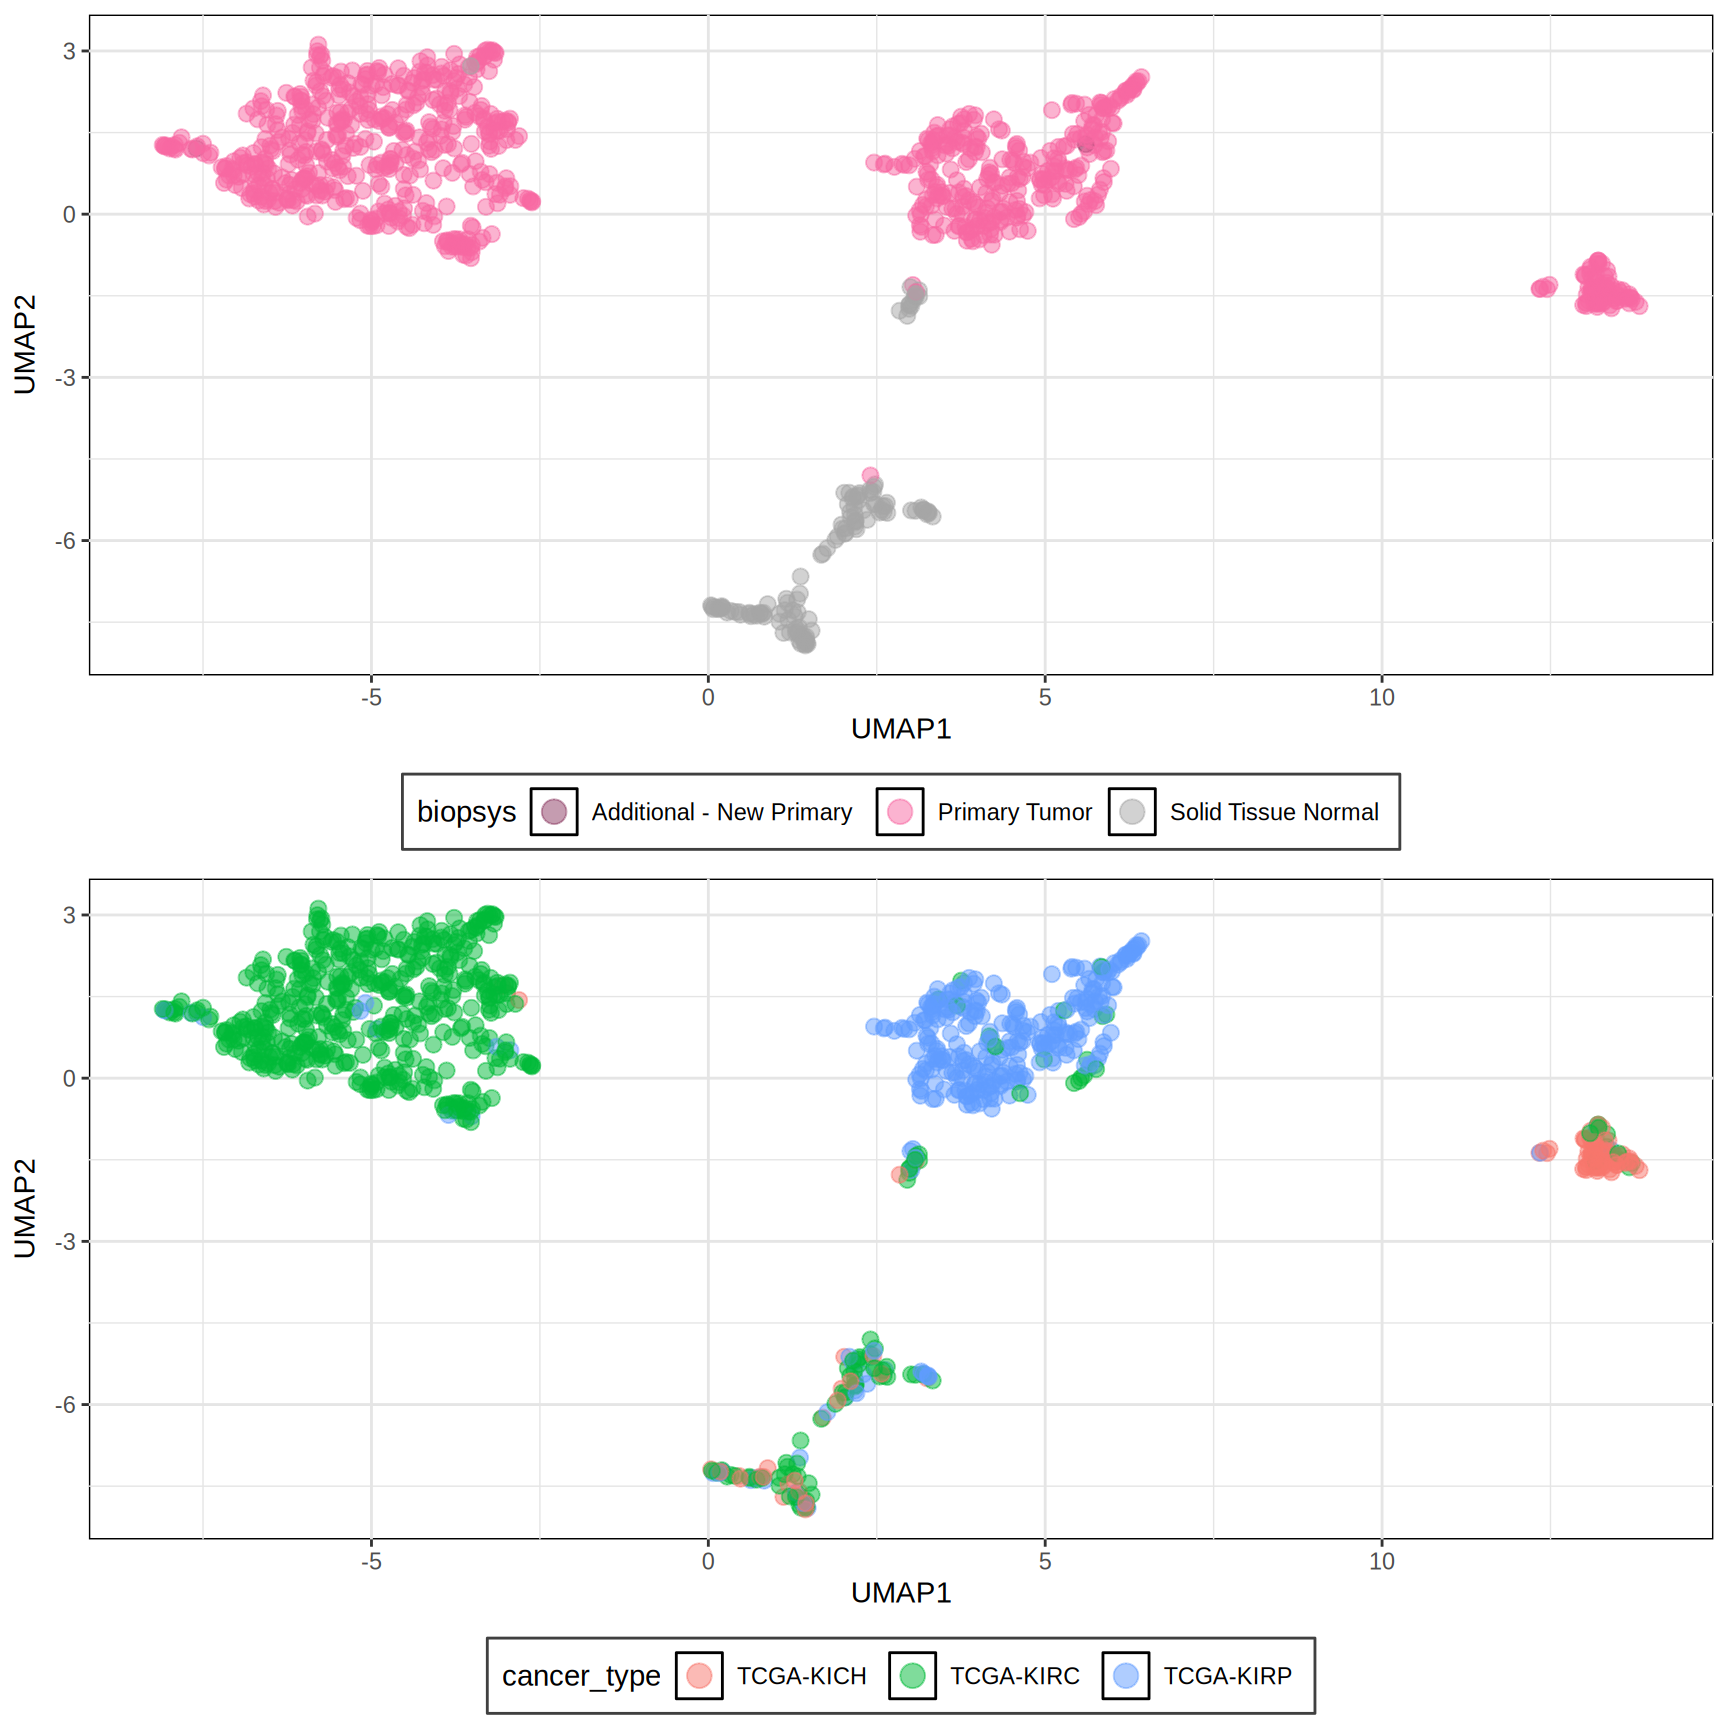 3
0
-3
-6
UMAP2
-5 0 5 10
UMAP1
biopsys Additional - New Primary Primary Tumor Solid Tissue Normal
3
0
-3
-6
UMAP2
-5 0 5 10
UMAP1
cancer_type TCGA-KICH TCGA-KIRC TCGA-KIRP